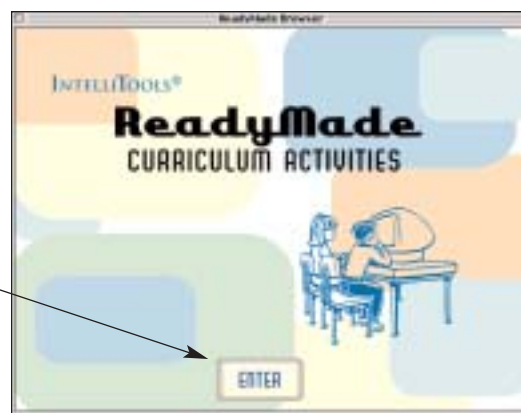 ReadyMade Browser
INTELLITOOLS®
ReadyMade
CURRICULUM ACTIVITIES
ENTER